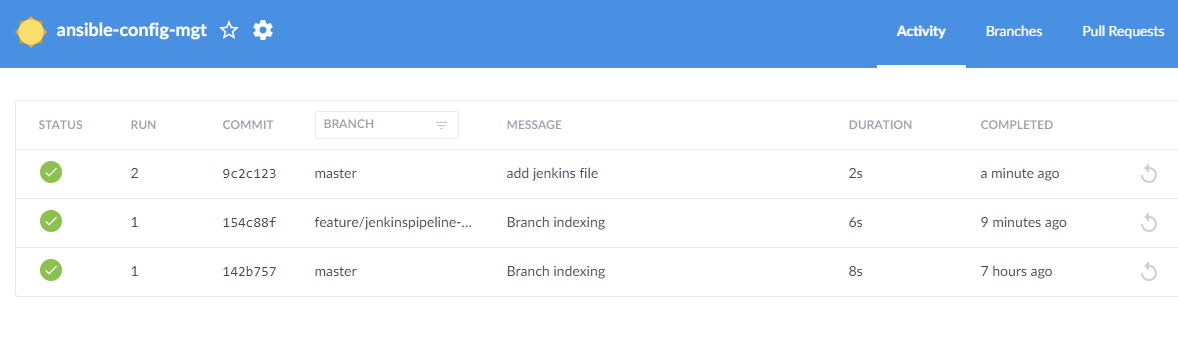 ansible-config-mgt
Activity Branches Pull Requests
STATUS RUN COMMIT BRANCH MESSAGE DURATION COMPLETED
2 9c2c123 master add jenkins file 2s a minute ago
1 154c88f feature/jenkinspipeline-... Branch indexing 6s 9 minutes ago
1 142b757 master Branch indexing 8s 7 hours ago